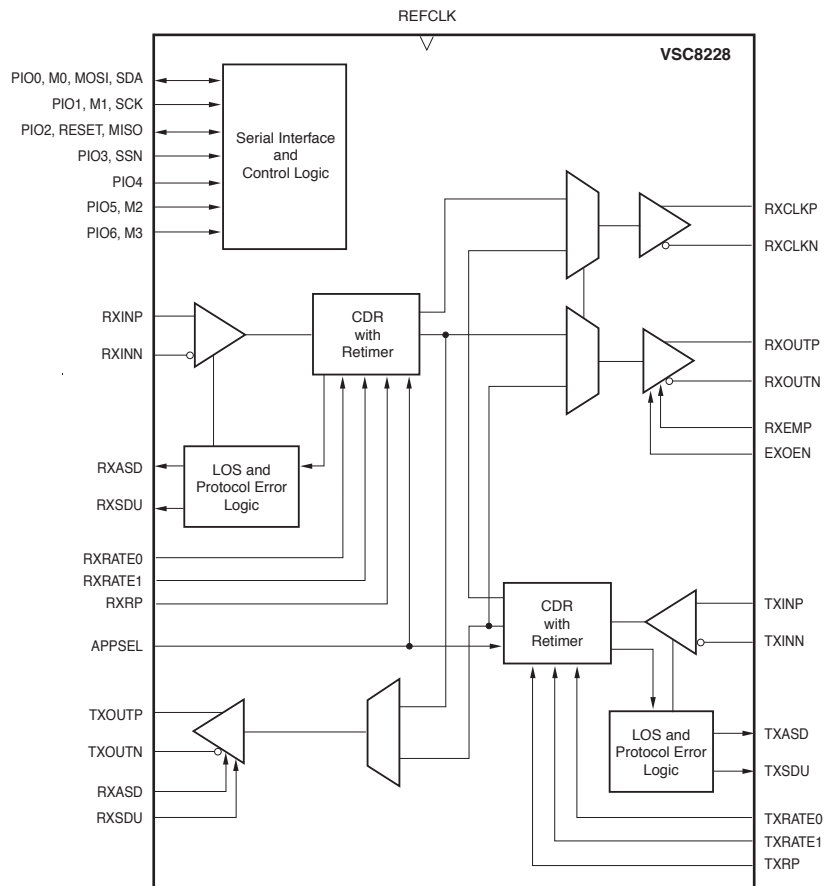 REFCLK
VSC8228
PIO0, M0, MOSI, SDA
PIO1, M1, SCK
PIO2, RESET, MISO
PIO3, SSN
PIO4
PIO5, M2
PIO6, M3
Serial Interface
and
Control Logic
RXCLKP
RXCLKN
RXINP
RXINN
CDR
with
Retimer
RXOUTP
RXOUTN
RXEMP
EXOEN
RXASD
RXSDU
LOS and
Protocol Error
Logic
RXRATE0
RXRATE1
RXRP
APPSEL
CDR
with
Retimer
TXINP
TXINN
TXOUTP
TXOUTN
RXASD
RXSDU
LOS and
Protocol Error
Logic
TXASD
TXSDU
TXRATE0
TXRATE1
TXRP